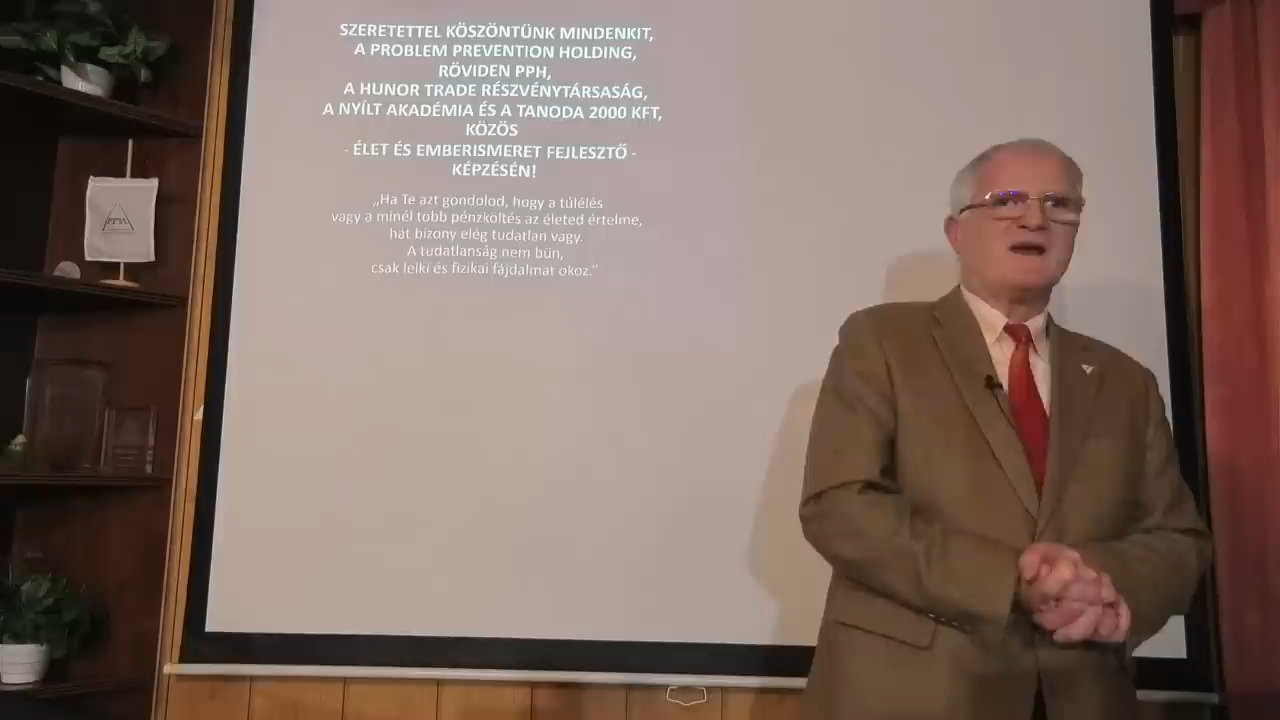 SZERETETTEL KÖSZÖNTÜNK MINDENKIT,
A PROBLEM PREVENTION HOLDING,
RÖVIDEN PPH,
A HUNOR TRADE RÉSZVÉNYTÁRSASÁG,
A NYÍLT AKADÉMIA ÉS A TANODA 2000 KFT,
KÖZÖS
- ÉLET ÉS EMBERISMERET FEJLESZTŐ -
KÉPZÉSÉN!
„Ha Te azt gondolod, hogy a túlélés
vagy a minél több pénzköltés az életed értelme,
hát bizony elég tudatlan vagy.
A tudatlanság nem bűn,
csak lelki és fizikai fájdalmat okoz.”